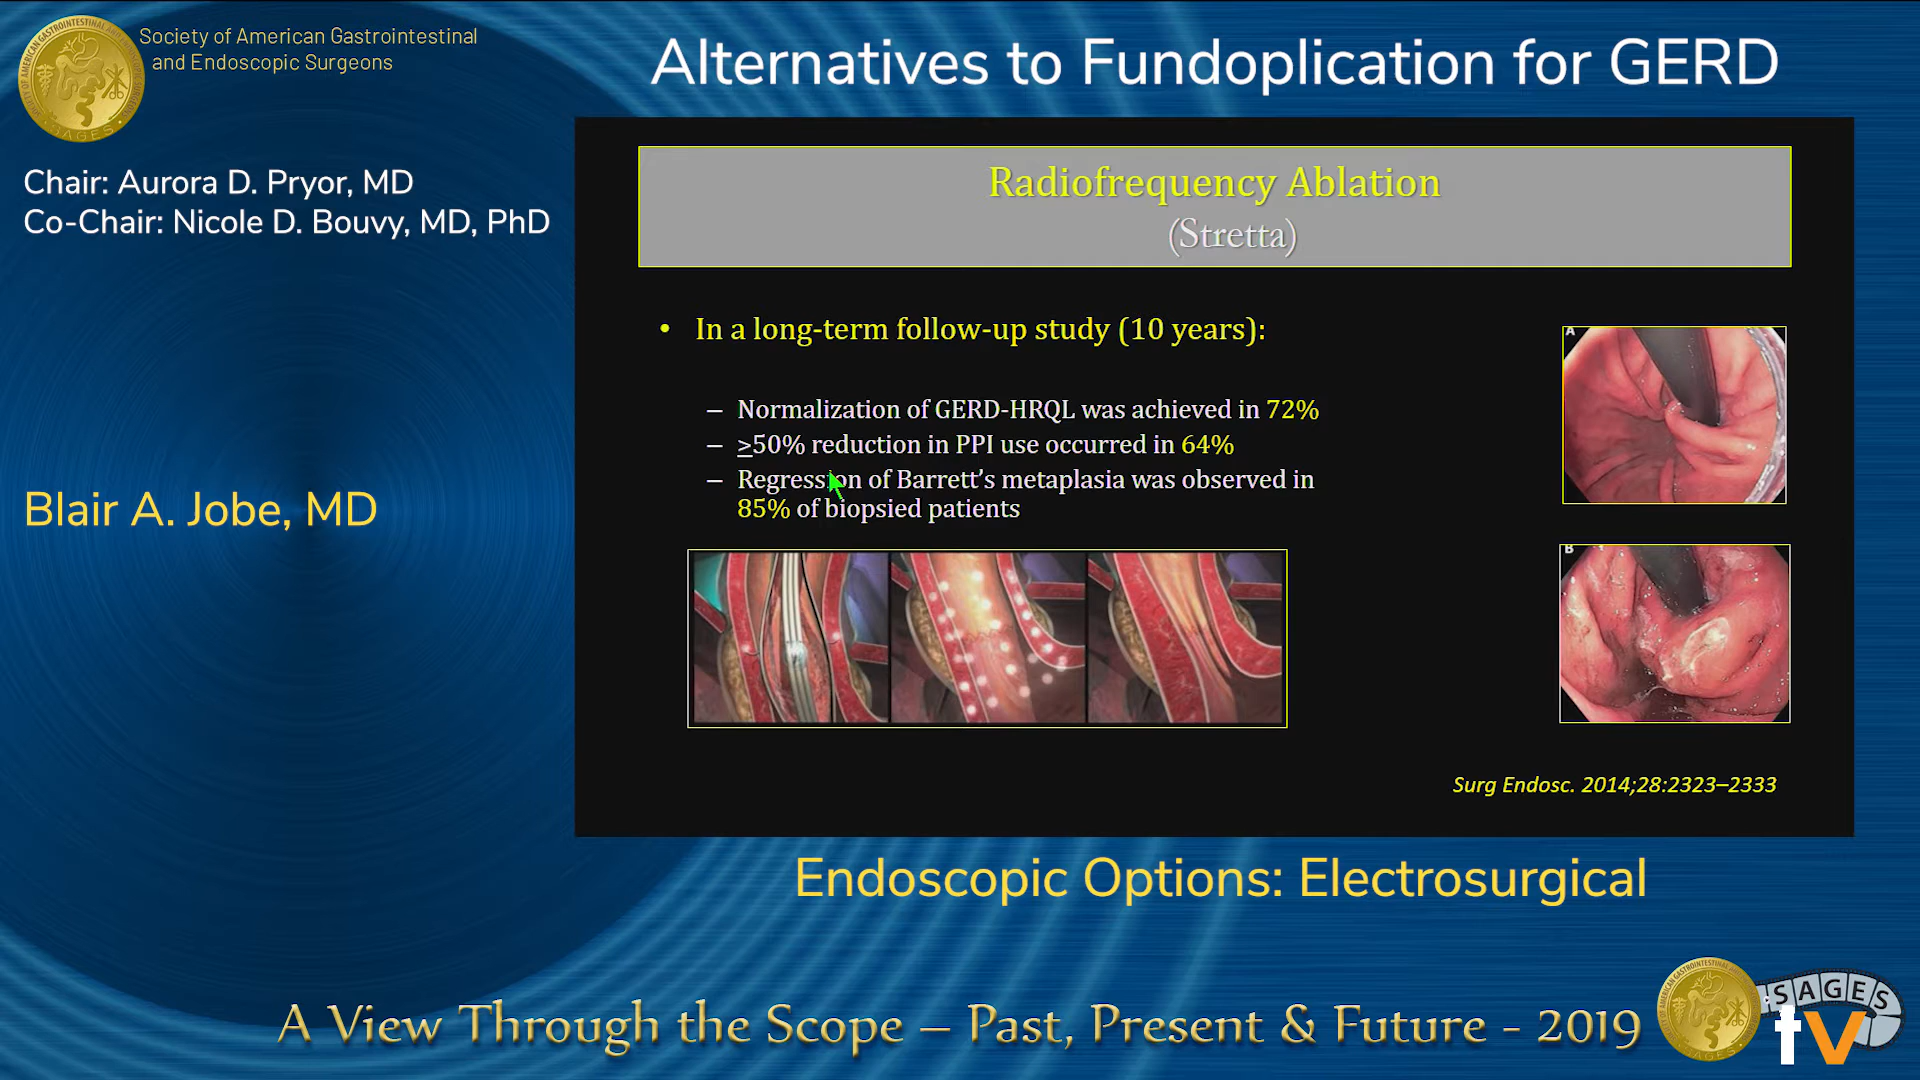 Society of American Gastrointestinal
and Endoscopic Surgeons
Alternatives to Fundoplication for GERD
Chair: Aurora D. Pryor, MD
Co-Chair: Nicole D. Bouvy, MD, PhD
Blair A. Jobe, MD
Radiofrequency Ablation
(Stretta)
• In a long-term follow-up study (10 years):
– Normalization of GERD-HRQL was achieved in 72%
– ≥50% reduction in PPI use occurred in 64%
– Regression of Barrett's metaplasia was observed in
85% of biopsied patients
A
B
Surg Endosc. 2014;28:2323–2333
Endoscopic Options: Electrosurgical
A View Through the Scope – Past, Present & Future - 2019
SAGES
tv